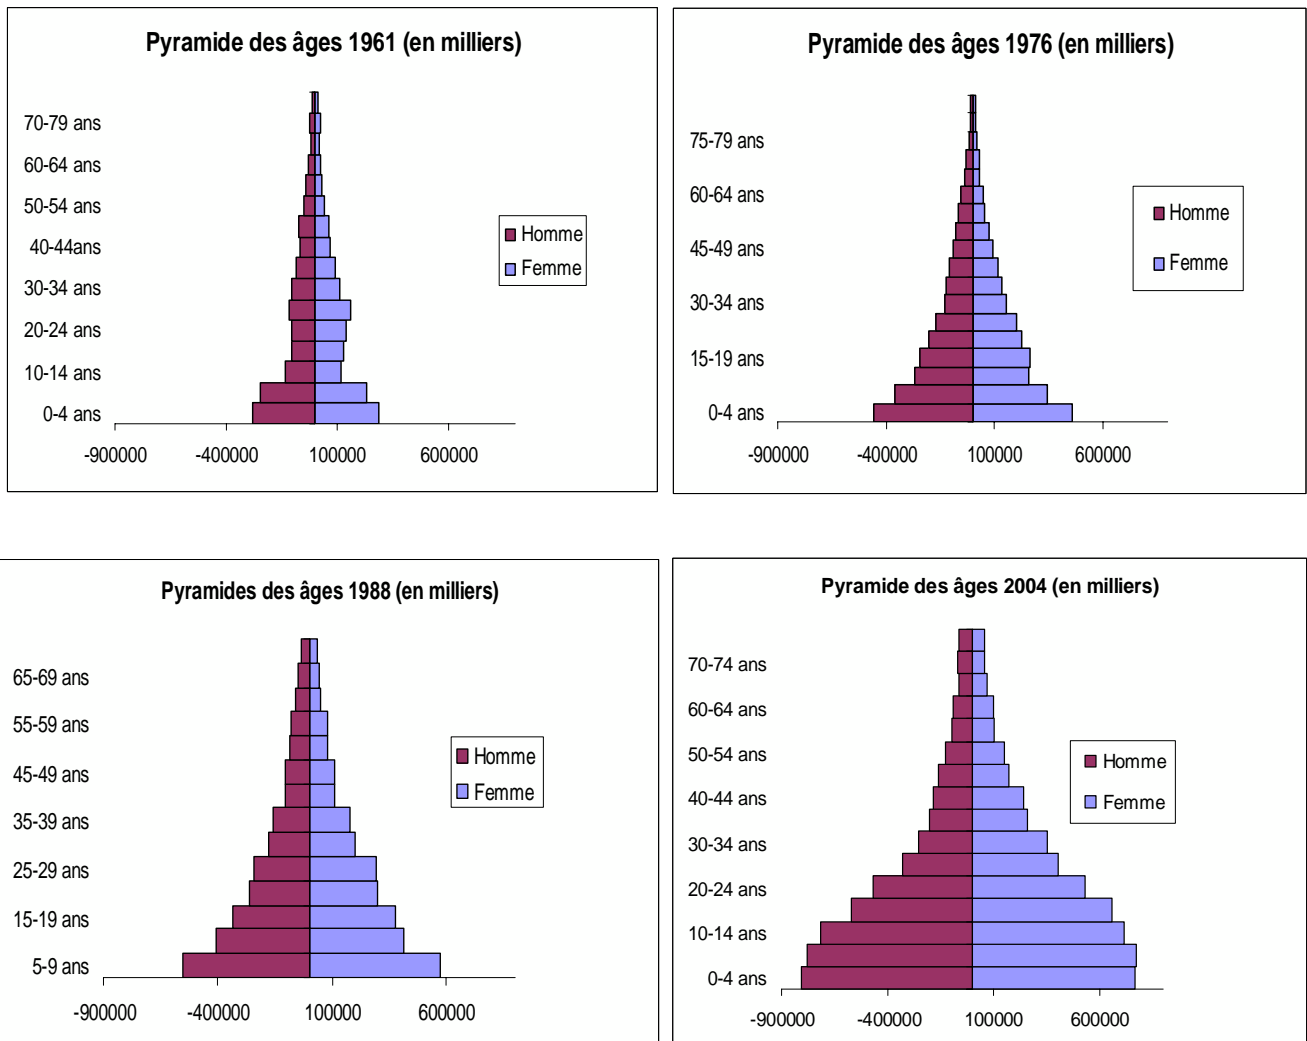 Pyramide des âges 1961 (en milliers)
70-79 ans
60-64 ans
50-54 ans
40-44ans
30-34 ans
20-24 ans
10-14 ans
0-4 ans
-900000 -400000 100000 600000
Homme
Femme
Pyramide des âges 1976 (en milliers)
75-79 ans
60-64 ans
45-49 ans
30-34 ans
15-19 ans
0-4 ans
-900000 -400000 100000 600000
Homme
Femme
Pyramides des âges 1988 (en milliers)
65-69 ans
55-59 ans
45-49 ans
35-39 ans
25-29 ans
15-19 ans
5-9 ans
-900000 -400000 100000 600000
Homme
Femme
Pyramide des âges 2004 (en milliers)
70-74 ans
60-64 ans
50-54 ans
40-44 ans
30-34 ans
20-24 ans
10-14 ans
0-4 ans
-900000 -400000 100000 600000
Homme
Femme